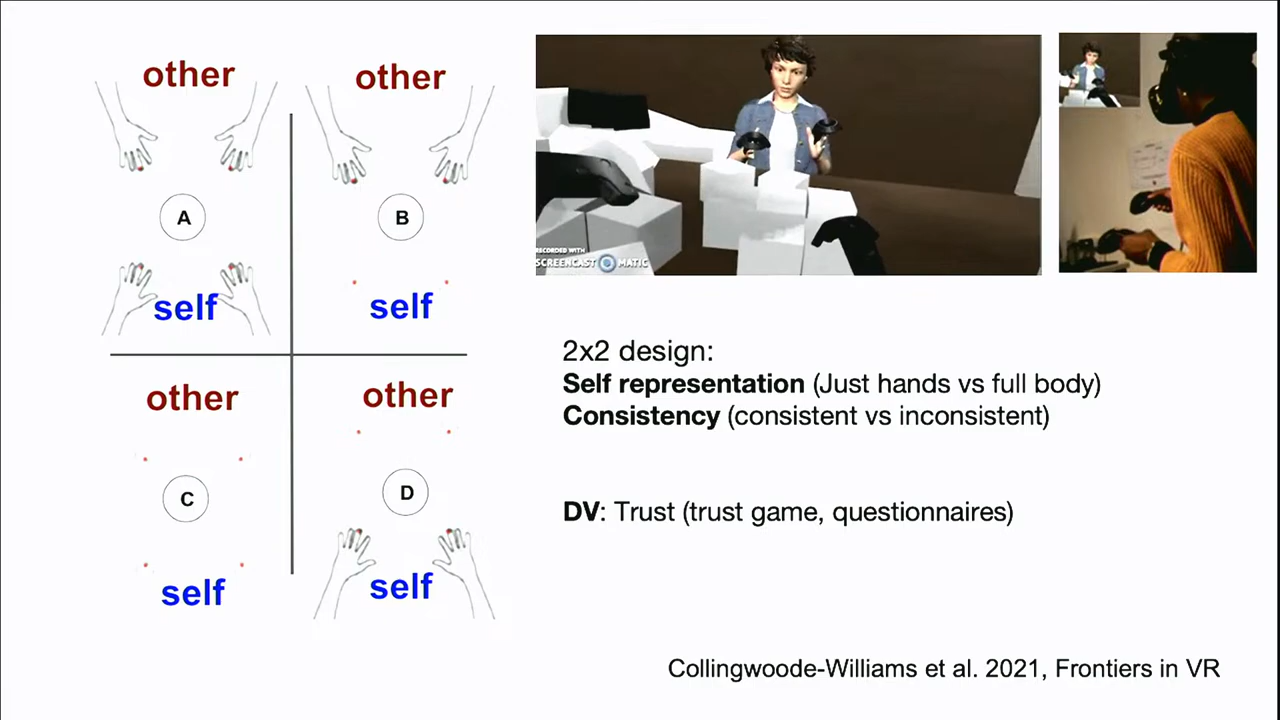 other
other
A
B
self
self
other
other
C
D
self
self
RECORDED WITH
SCREENCAST MATIC
2x2 design:
Self representation (Just hands vs full body)
Consistency (consistent vs inconsistent)
DV: Trust (trust game, questionnaires)
Collingwoode-Williams et al. 2021, Frontiers in VR